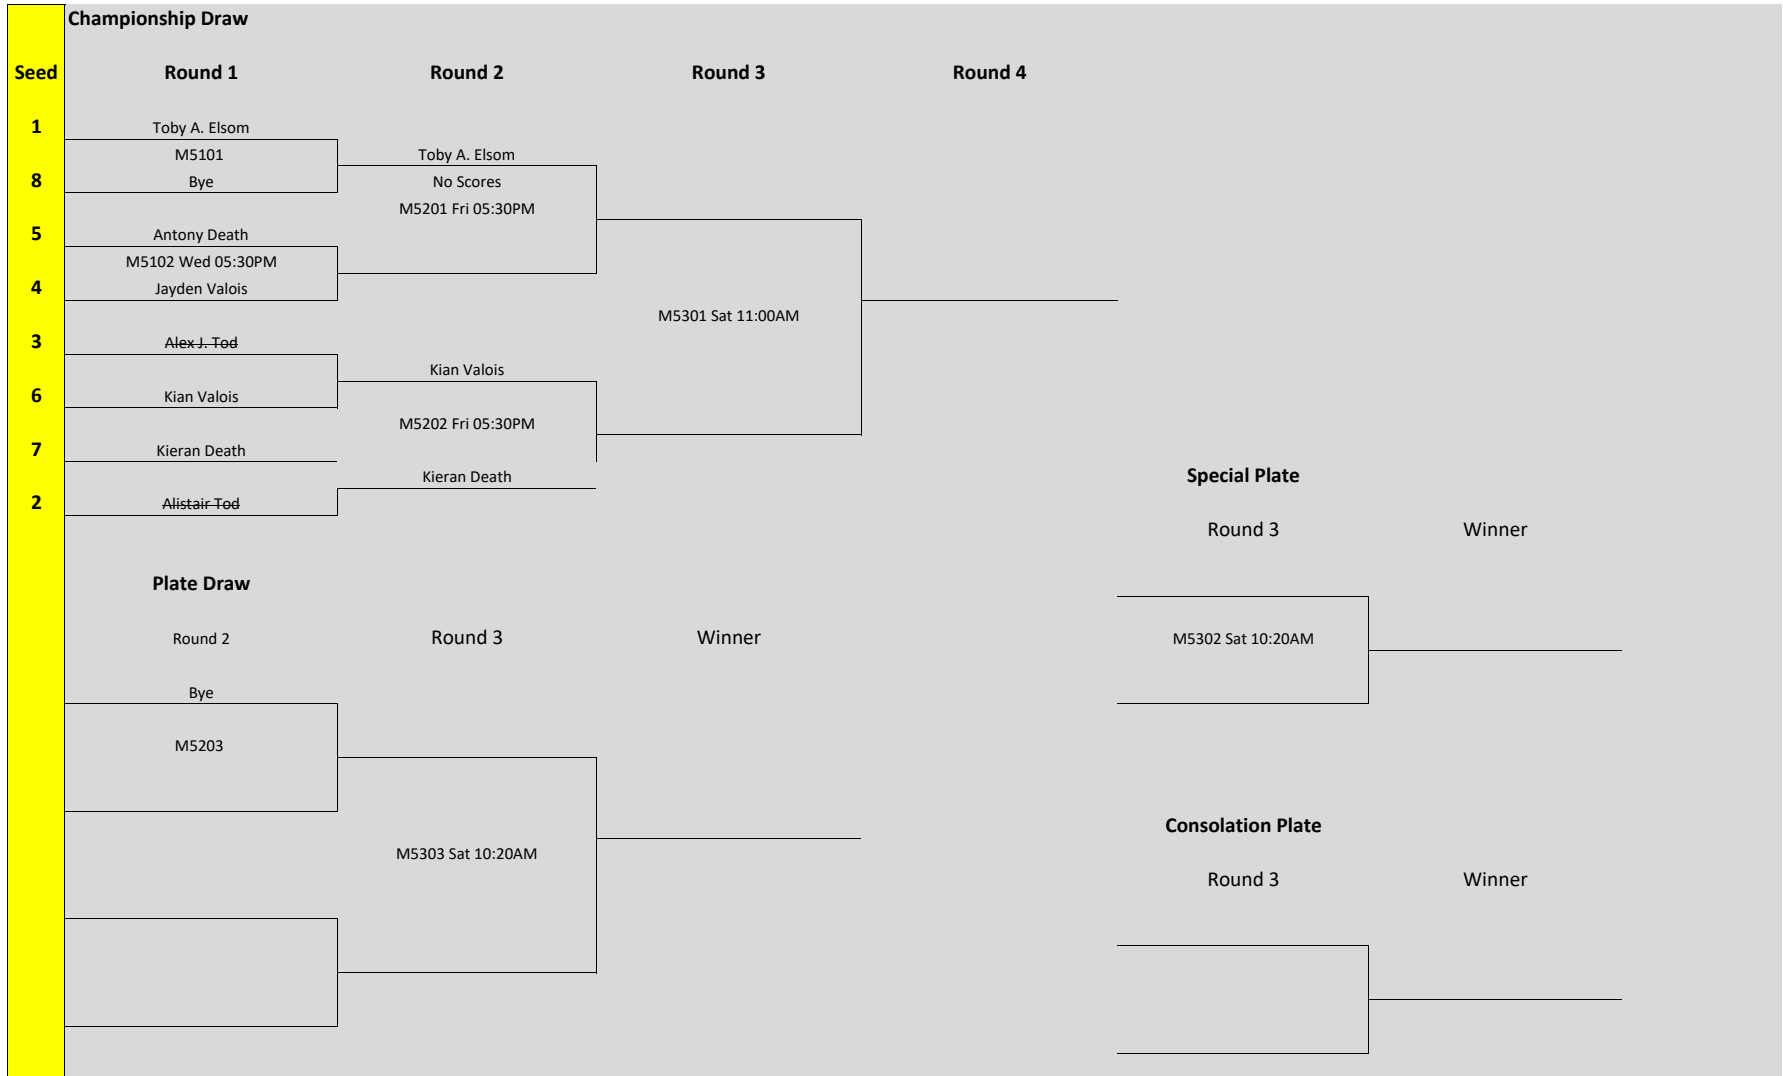 Championship Draw
Seed Round 1 Round 2 Round 3 Round 4
1 Toby A. Elsom
M5101 Toby A. Elsom
8 Bye No Scores
M5201 Fri 05:30PM
5 Antony Death
M5102 Wed 05:30PM
4 Jayden Valois
M5301 Sat 11:00AM
3 Alex J. Tod
Kian Valois
6 Kian Valois
M5202 Fri 05:30PM
7 Kieran Death
Kieran Death Special Plate
2 Alistair Tod
Round 3 Winner
Plate Draw
Round 2 Round 3 Winner M5302 Sat 10:20AM
Bye
M5203
Consolation Plate
M5303 Sat 10:20AM
Round 3 Winner